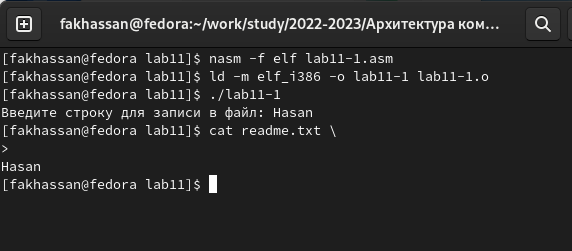 fakhassan@fedora:~/work/study/2022-2023/Архитектура ком...
[fakhassan@fedora lab11]$ nasm -f elf lab11-1.asm
[fakhassan@fedora lab11]$ ld -m elf_i386 -o lab11-1 lab11-1.o
[fakhassan@fedora lab11]$ ./lab11-1
Введите строку для записи в файл: Hasan
[fakhassan@fedora lab11]$ cat readme.txt \
>
Hasan
[fakhassan@fedora lab11]$